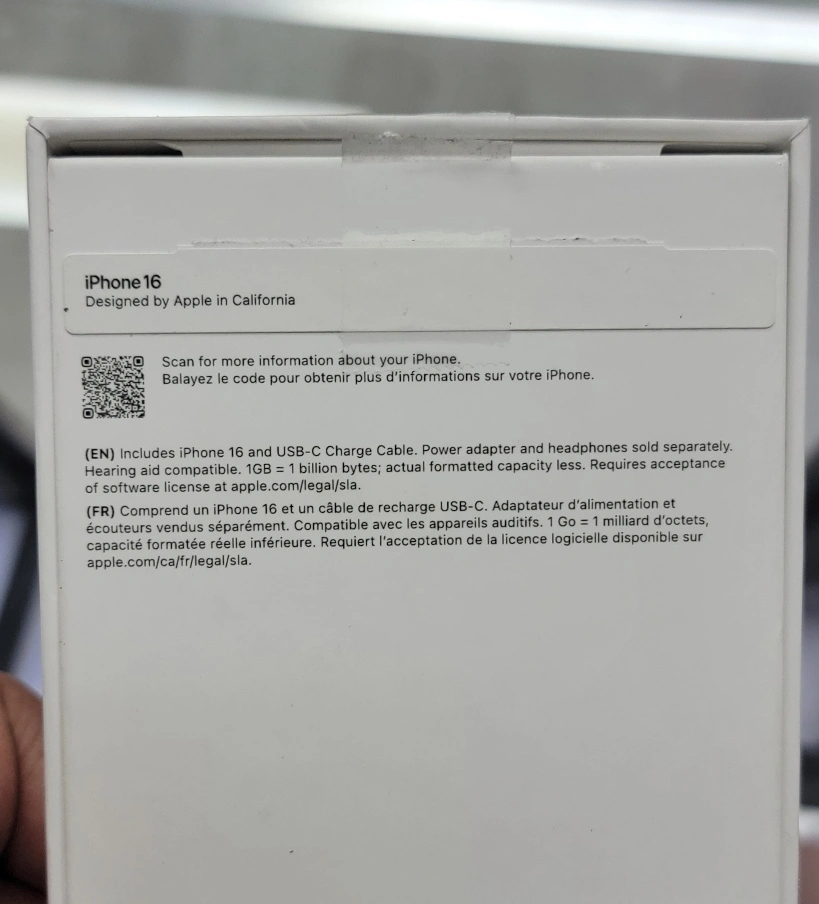 iPhone 16
Designed by Apple in California
Scan for more information about your iPhone.
Balayez le code pour obtenir plus d'informations sur votre iPhone.
(EN) Includes iPhone 16 and USB-C Charge Cable. Power adapter and headphones sold separately.
Hearing aid compatible. 1GB = 1 billion bytes; actual formatted capacity less. Requires acceptance
of software license at apple.com/legal/sla.
(FR) Comprend un iPhone 16 et un câble de recharge USB-C. Adaptateur d'alimentation et
écouteurs vendus séparément. Compatible avec les appareils auditifs. 1 Go = 1 milliard d'octets,
capacité formatée réelle inférieure. Requiert l'acceptation de la licence logicielle disponible sur
apple.com/ca/fr/legal/sla.